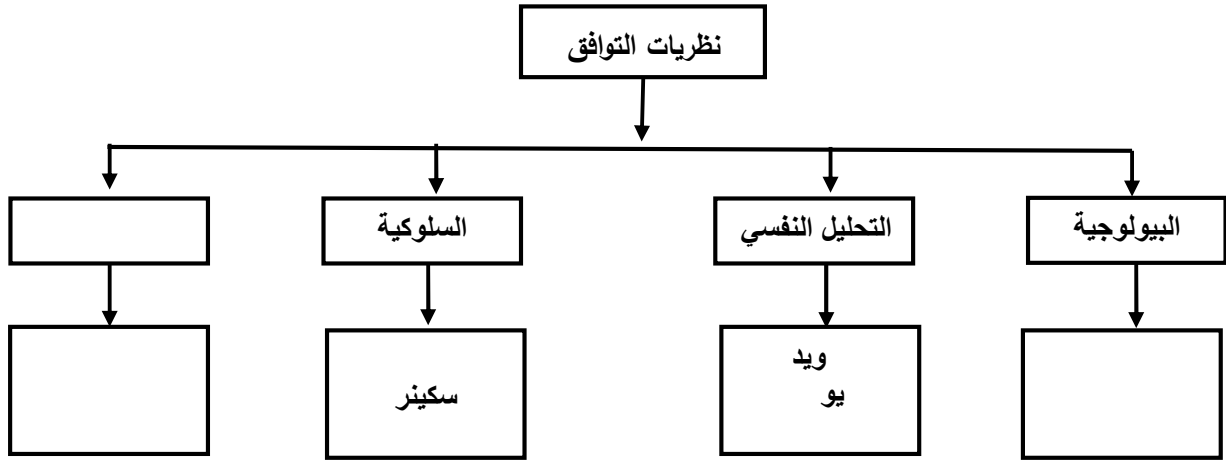 نظريات التوافق
البيولوجية
التحليل النفسي
السلوكية
ويد
يو
سكينر